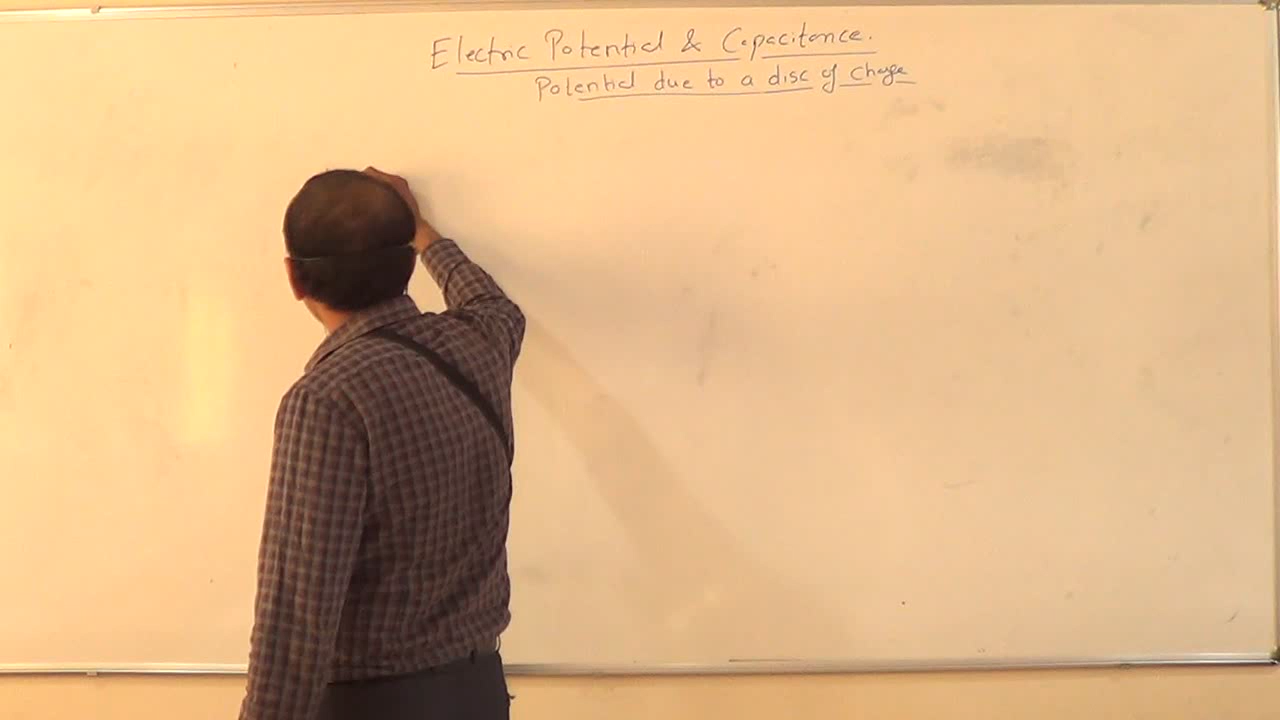 Electric Potential & Capacitance.
Potential due to a disc of charge